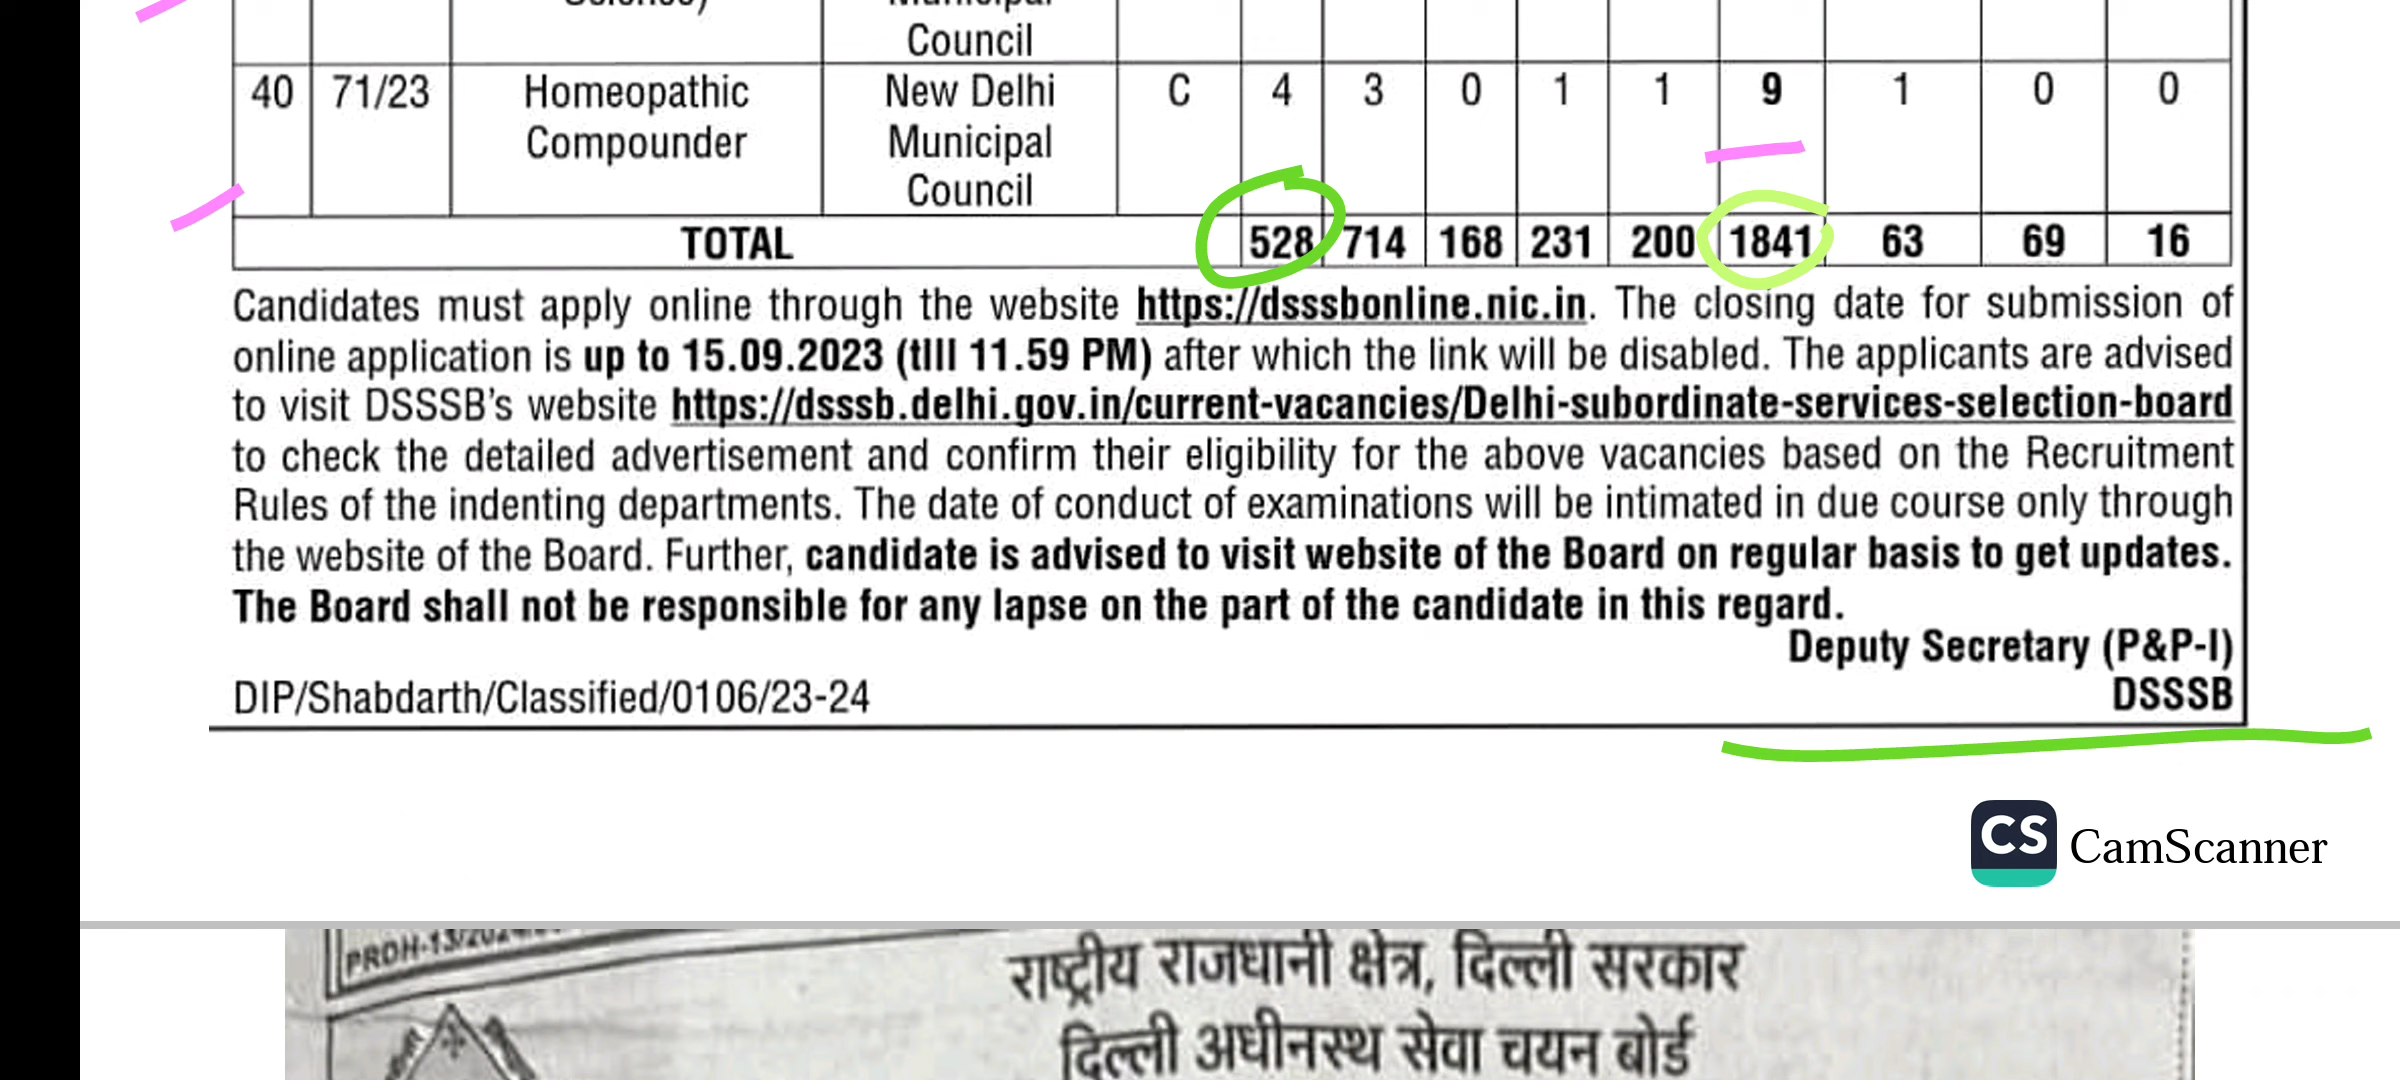 Municipal
Council
40 71/23 Homeopathic New Delhi C 4 3 0 1 1 9 1 0 0
Compounder Municipal
Council
TOTAL 528 714 168 231 200 1841 63 69 16
Candidates must apply online through the website https://dsssbonline.nic.in. The closing date for submission of
online application is up to 15.09.2023 (till 11.59 PM) after which the link will be disabled. The applicants are advised
to visit DSSSB's website https://dsssb.delhi.gov.in/current-vacancies/Delhi-subordinate-services-selection-board
to check the detailed advertisement and confirm their eligibility for the above vacancies based on the Recruitment
Rules of the indenting departments. The date of conduct of examinations will be intimated in due course only through
the website of the Board. Further, candidate is advised to visit website of the Board on regular basis to get updates.
The Board shall not be responsible for any lapse on the part of the candidate in this regard.
Deputy Secretary (P&P-I)
DIP/Shabdarth/Classified/0106/23-24 DSSSB
CS CamScanner
राष्ट्रीय राजधानी क्षेत्र, दिल्ली सरकार
दिल्ली अधीनस्थ सेवा चयन बोर्ड